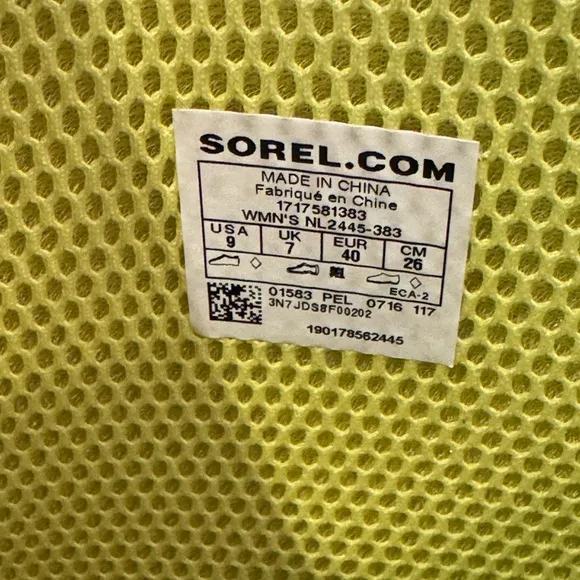 SOREL.COM
MADE IN CHINA
Fabriqué en Chine
1717581383
WMN'S NL2445-383
USA UK EUR CM
9 7 40 26
ECA-2
01583 PEL 0716 117
3N7JDS8F00202
190178562445